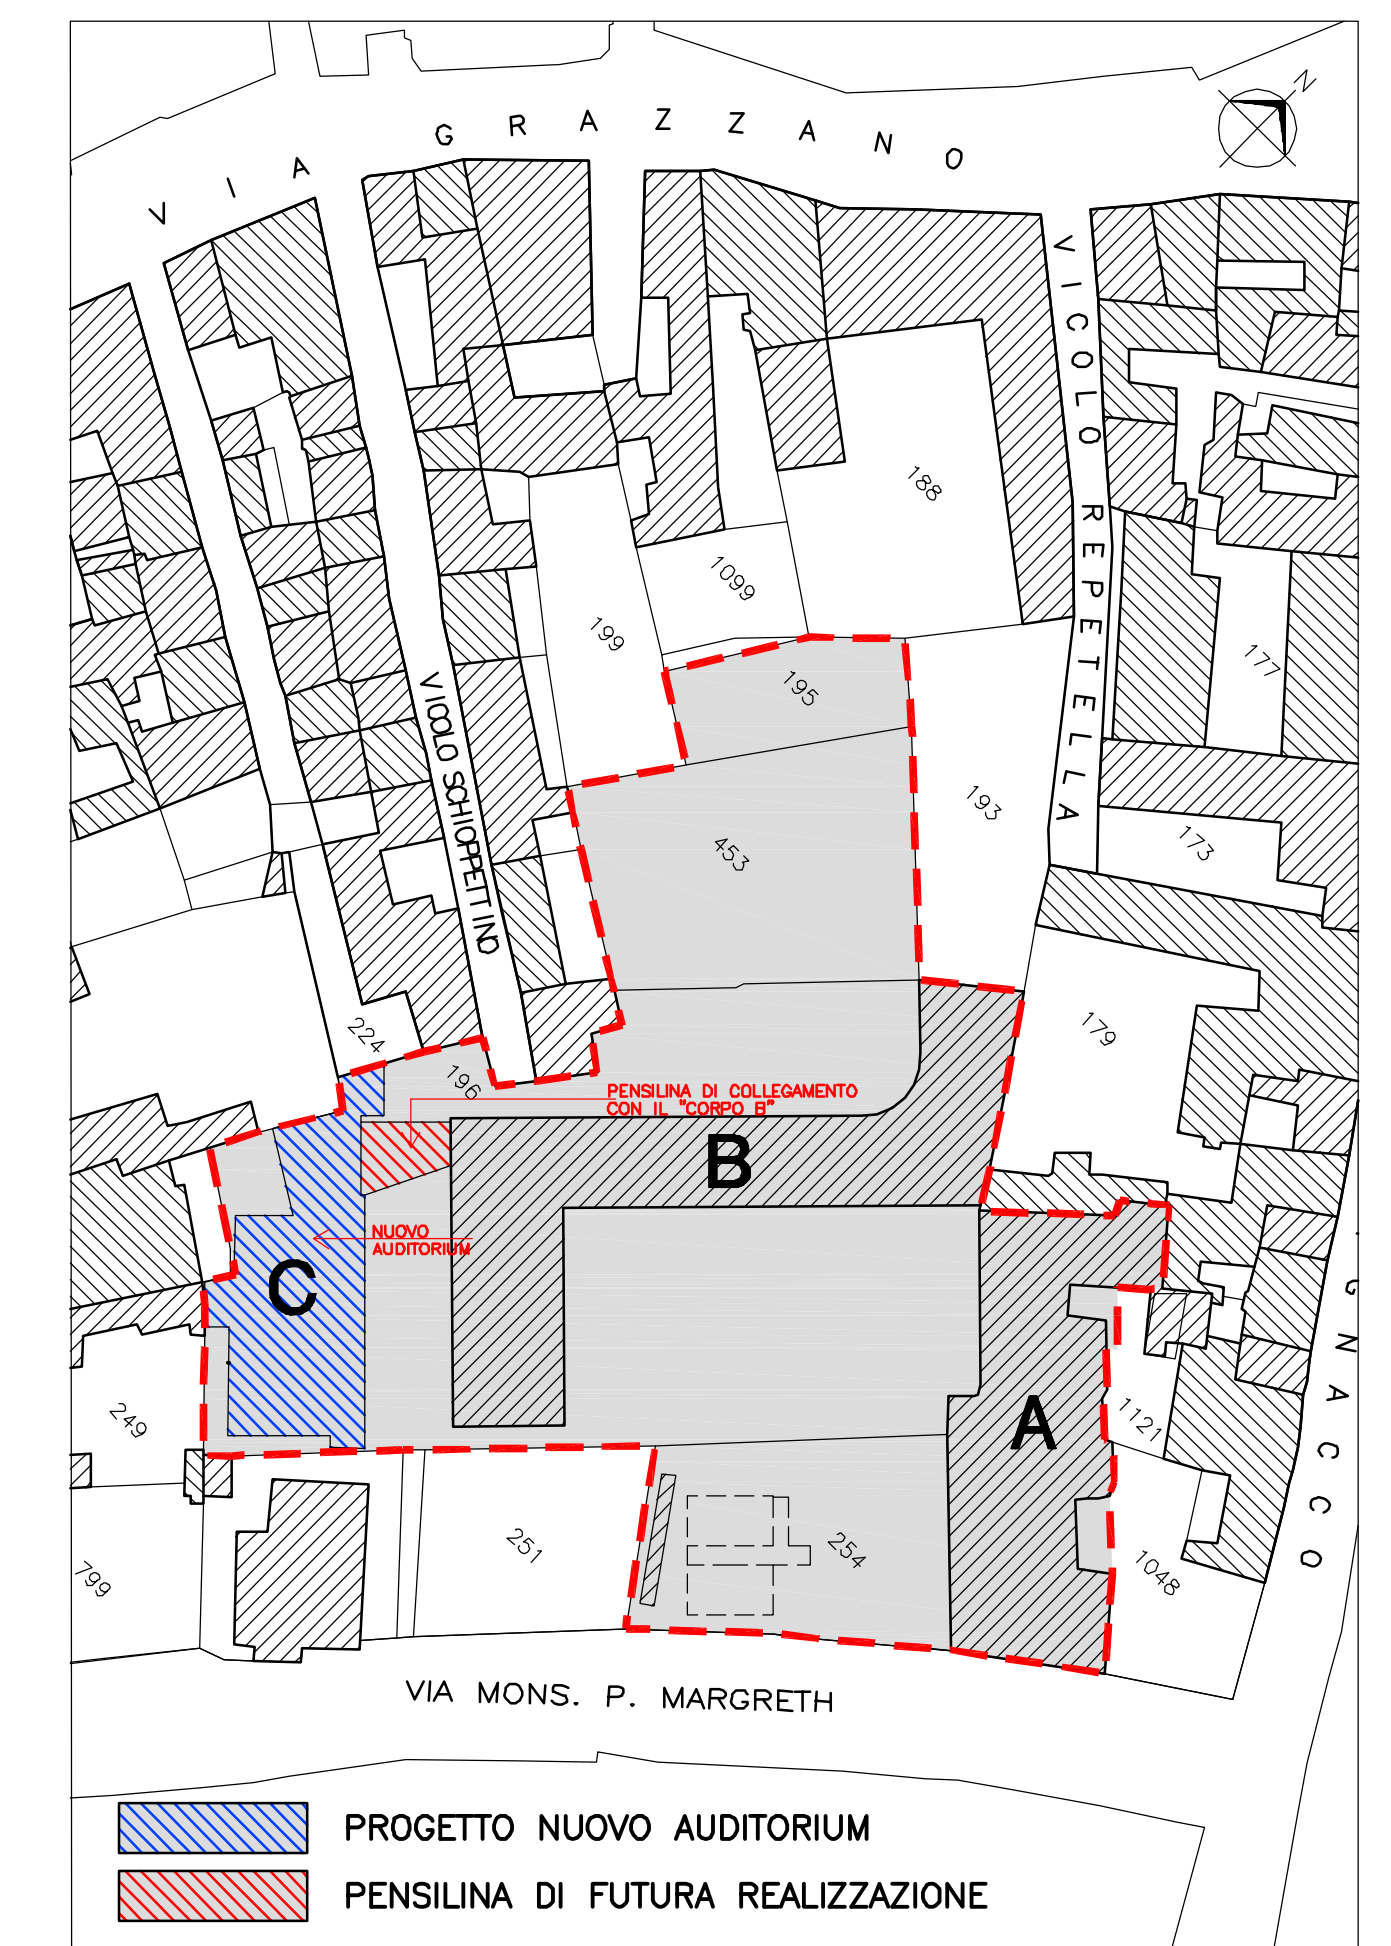 N
VIA GRAZZANO
VICOLO REPETELLA
188
1099
199
177
195
VICOLO SCHIOPPETTINO
193
453
173
224
179
196
PENSILINA DI COLLEGAMENTO
CON IL "CORPO B"
B
NUOVO
AUDITORIUM
C
GNACCO
A
249
1121
251
254
799
1048
VIA MONS. P. MARGRETH
PROGETTO NUOVO AUDITORIUM
PENSILINA DI FUTURA REALIZZAZIONE